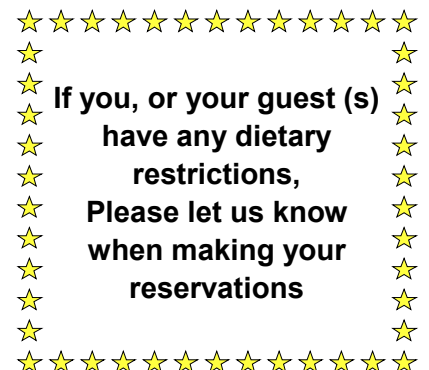 If you, or your guest (s)
have any dietary
restrictions,
Please let us know
when making your
reservations